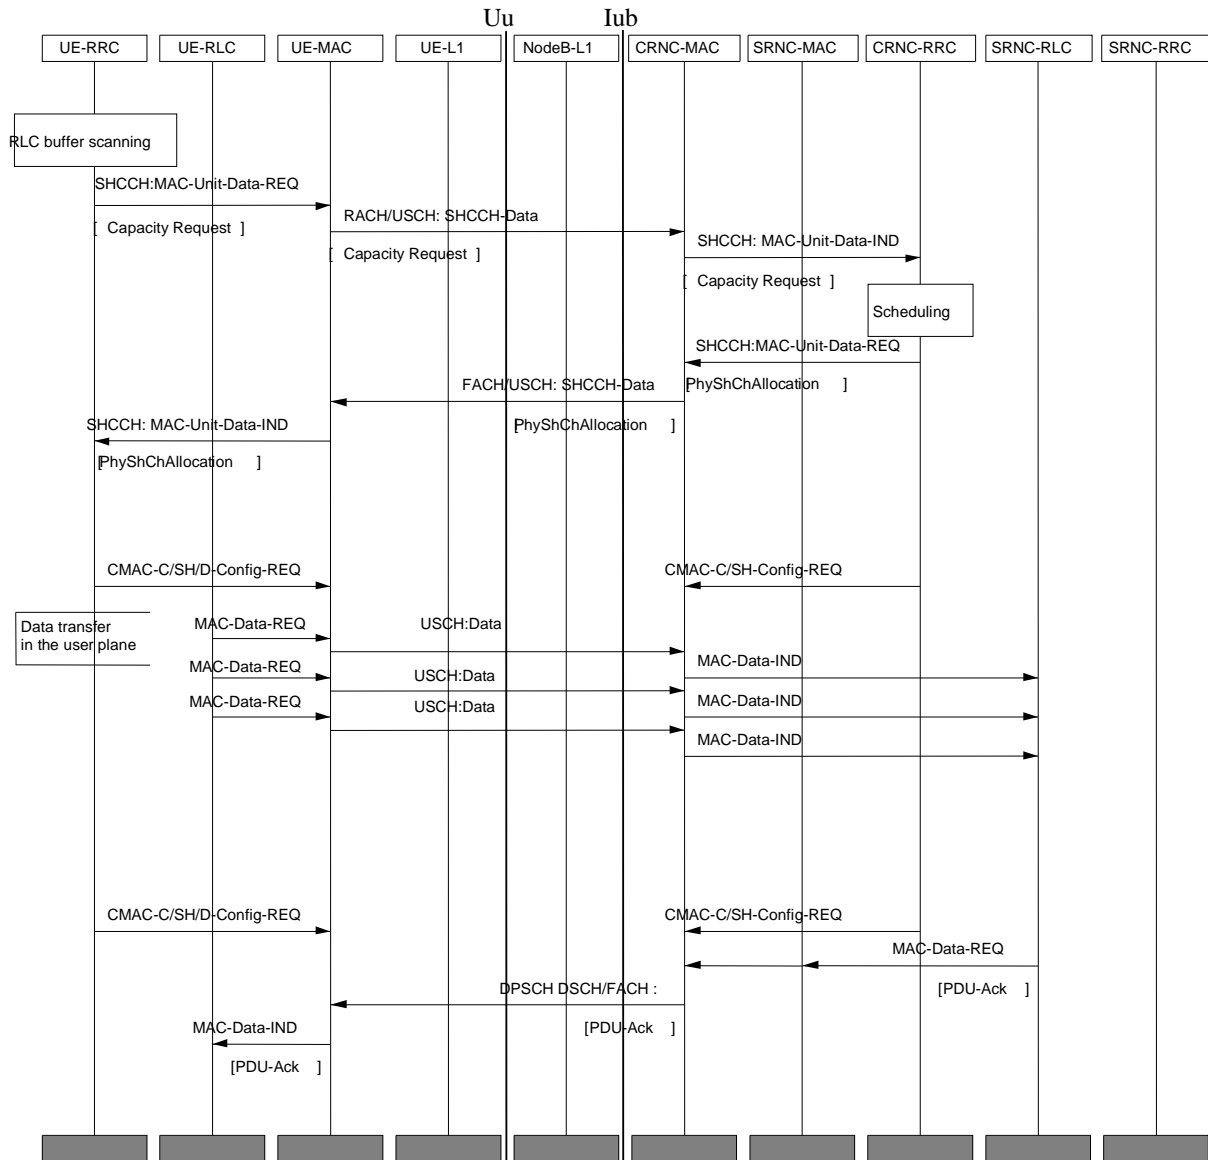 Uu Iub
UE-RRC UE-RLC UE-MAC UE-L1 NodeB-L1 CRNC-MAC SRNC-MAC CRNC-RRC SRNC-RLC SRNC-RRC
RLC buffer scanning
SHCCH:MAC-Unit-Data-REQ
[ Capacity Request ]
RACH/USCH: SHCCH-Data
[ Capacity Request ]
SHCCH: MAC-Unit-Data-IND
[ Capacity Request ]
Scheduling
SHCCH:MAC-Unit-Data-REQ
[PhyShChAllocation ]
FACH/USCH: SHCCH-Data
[PhyShChAllocation ]
SHCCH: MAC-Unit-Data-IND
[PhyShChAllocation ]
CMAC-C/SH/D-Config-REQ CMAC-C/SH-Config-REQ
Data transfer
in the user plane
MAC-Data-REQ USCH:Data
MAC-Data-REQ USCH:Data MAC-Data-IND
MAC-Data-REQ USCH:Data MAC-Data-IND
MAC-Data-IND
CMAC-C/SH/D-Config-REQ CMAC-C/SH-Config-REQ
MAC-Data-REQ
[PDU-Ack ]
DPSCH DSCH/FACH :
[PDU-Ack ]
MAC-Data-IND
[PDU-Ack ]